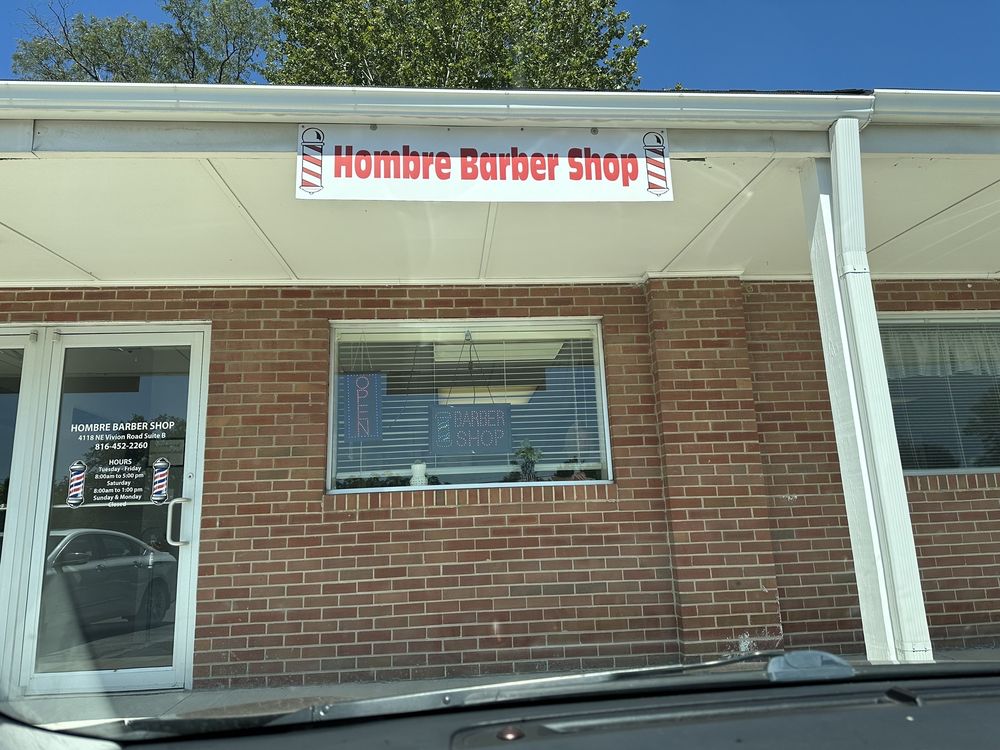 Hombre Barber Shop
HOMBRE BARBER SHOP
4118 NE Vivion Road Suite B
816-452-2260
HOURS
Tuesday - Friday
8:00am to 5:00 pm
Saturday
8:00am to 1:00 pm
Sunday & Monday
Closed
OPEN
BARBER
SHOP